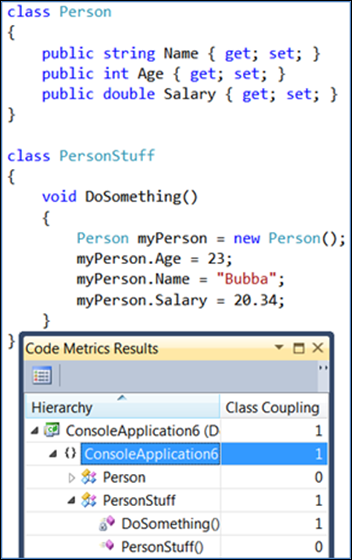 class Person
{
    public string Name { get; set; }
    public int Age { get; set; }
    public double Salary { get; set; }
}
class PersonStuff
{
    void DoSomething()
    {
        Person myPerson = new Person();
        myPerson.Age = 23;
        myPerson.Name = "Bubba";
        myPerson.Salary = 20.34;
    }
}
Code Metrics Results
Hierarchy Class Coupling
ConsoleApplication6 (D 1
{} ConsoleApplication6 1
Person 0
PersonStuff 1
DoSomething() 1
PersonStuff() 0